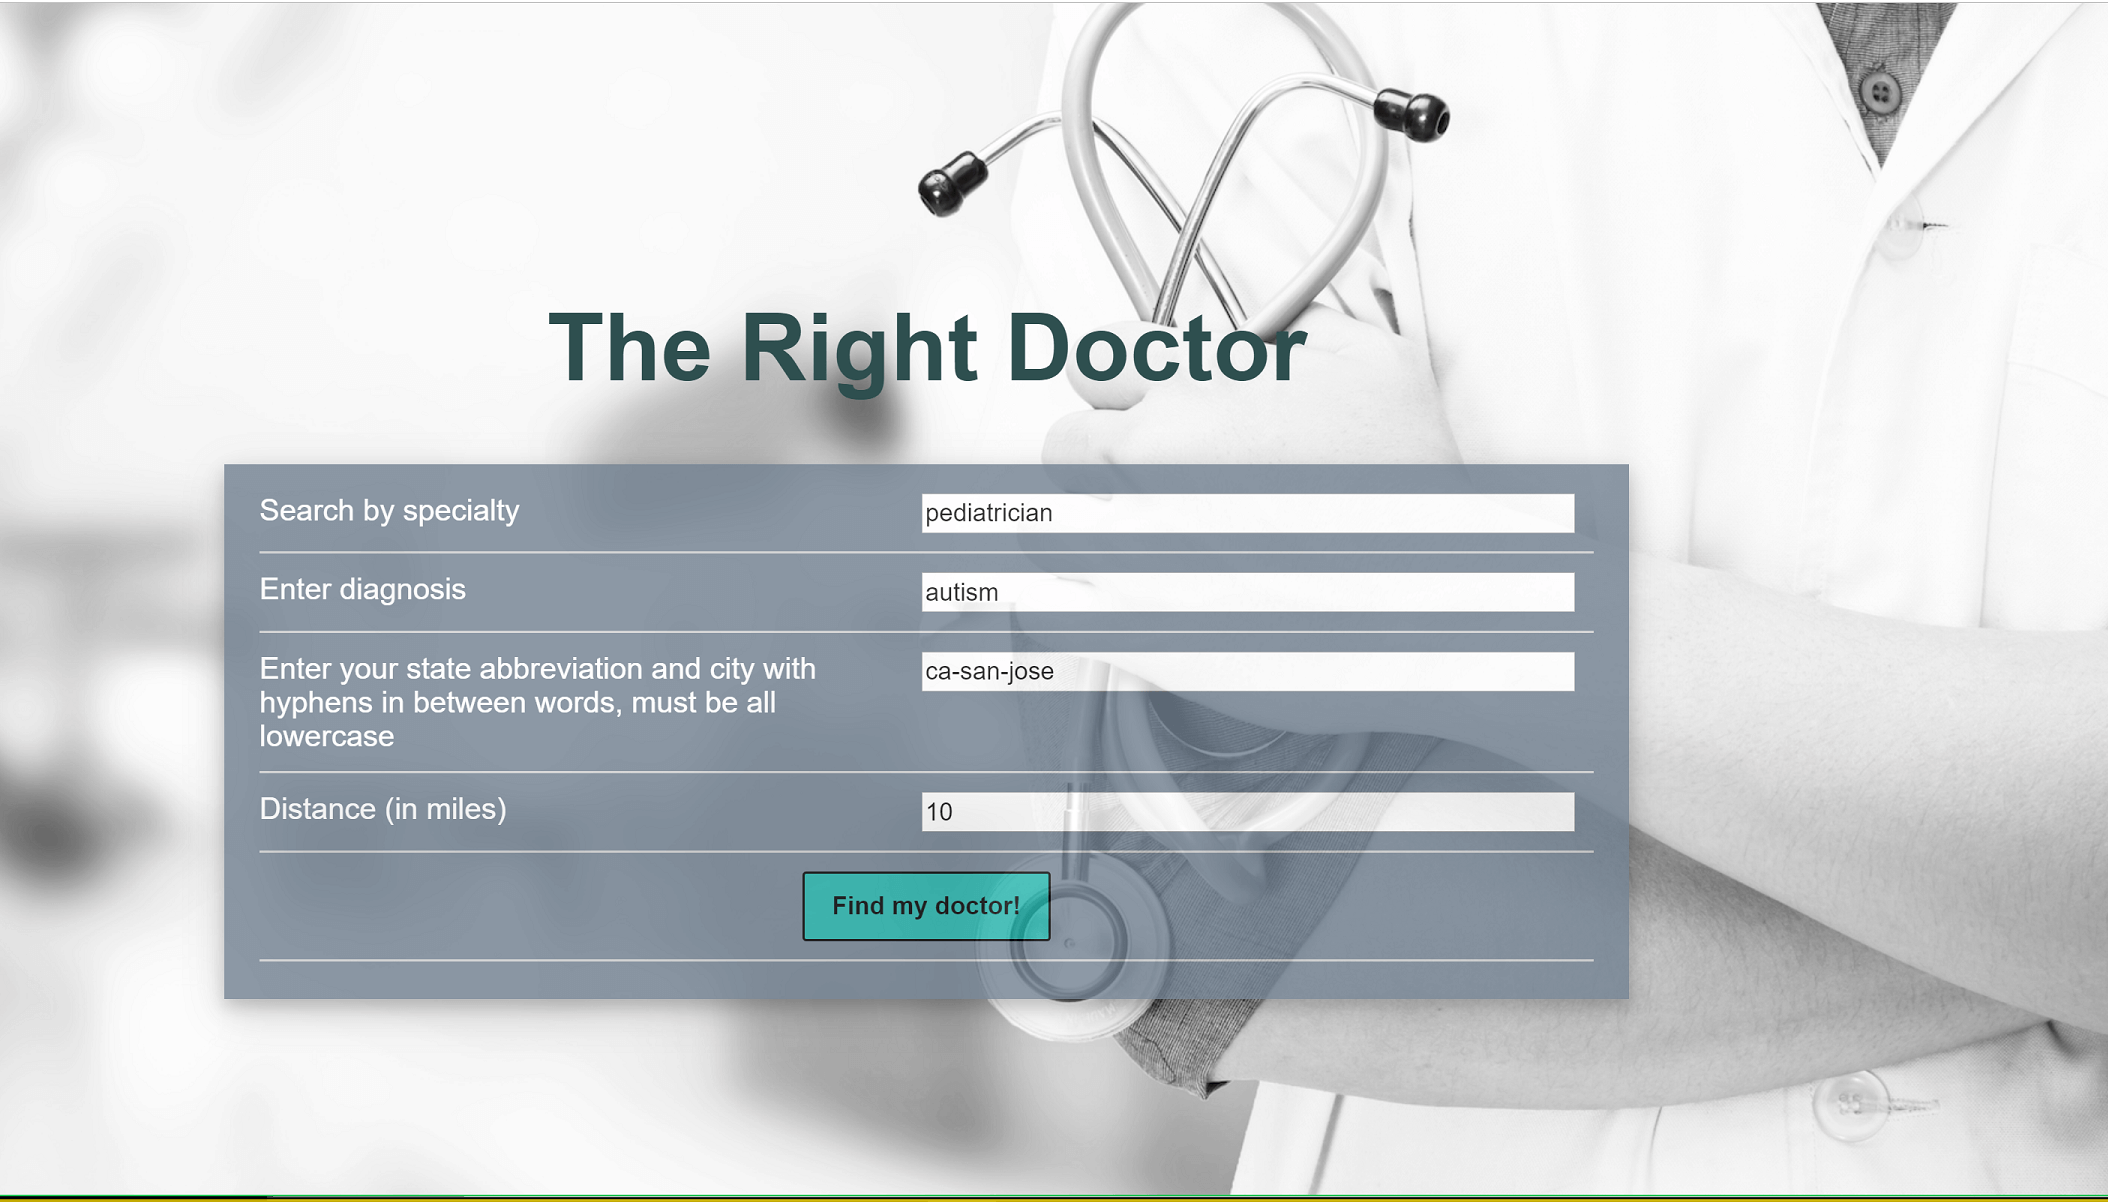 The Right Doctor
Search by specialty
pediatrician
Enter diagnosis
autism
Enter your state abbreviation and city with
hyphens in between words, must be all
lowercase
ca-san-jose
Distance (in miles)
10
Find my doctor!